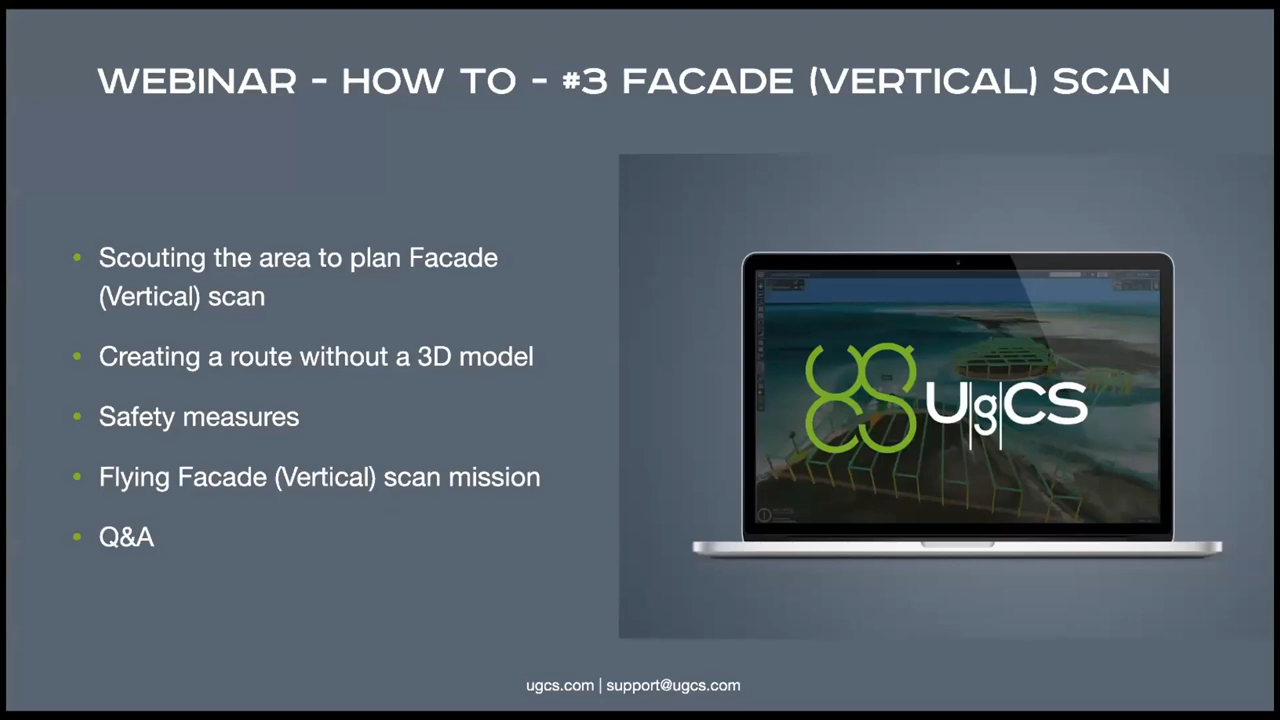 WEBINAR - HOW TO - #3 FACADE (VERTICAL) SCAN
• Scouting the area to plan Facade
(Vertical) scan
• Creating a route without a 3D model
• Safety measures
• Flying Facade (Vertical) scan mission
• Q&A
UgCS
ugcs.com | support@ugcs.com